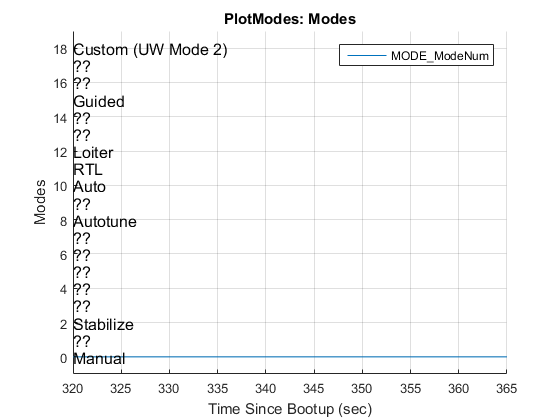 PlotModes: Modes
MODE_ModeNum
Modes
18
16
14
12
10
8
6
4
2
0
Custom (UW Mode 2)
??
??
Guided
??
??
Loiter
RTL
Auto
??
Autotune
??
??
??
??
??
Stabilize
??
Manual
320 325 330 335 340 345 350 355 360 365
Time Since Bootup (sec)